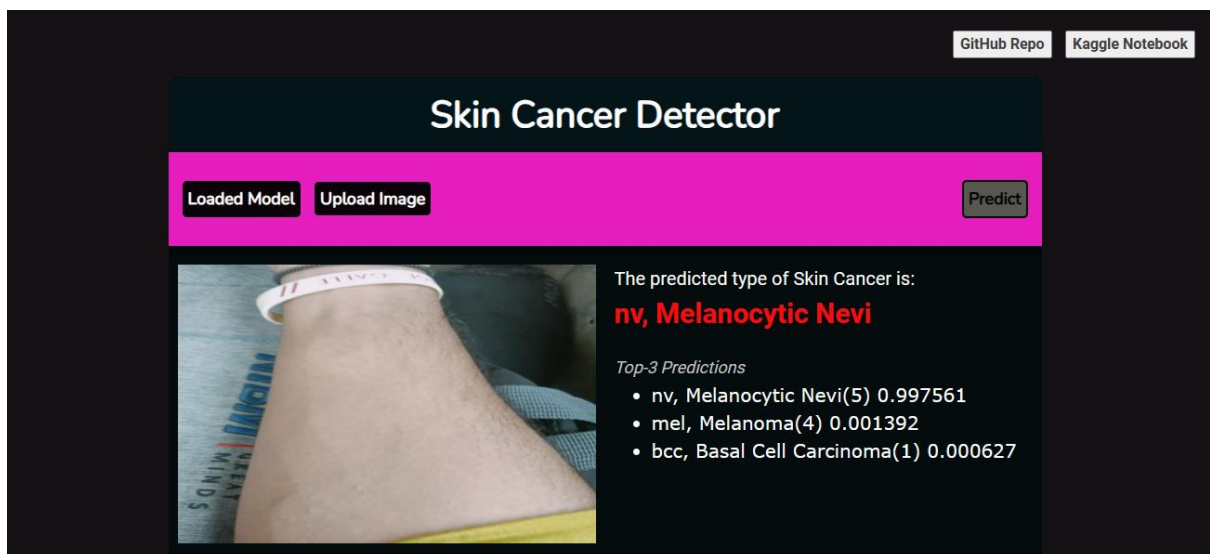 GitHub Repo Kaggle Notebook
Skin Cancer Detector
Loaded Model Upload Image Predict
The predicted type of Skin Cancer is:
nv, Melanocytic Nevi
Top-3 Predictions
nv, Melanocytic Nevi(5) 0.997561
mel, Melanoma(4) 0.001392
bcc, Basal Cell Carcinoma(1) 0.000627
GREAT
MINDS